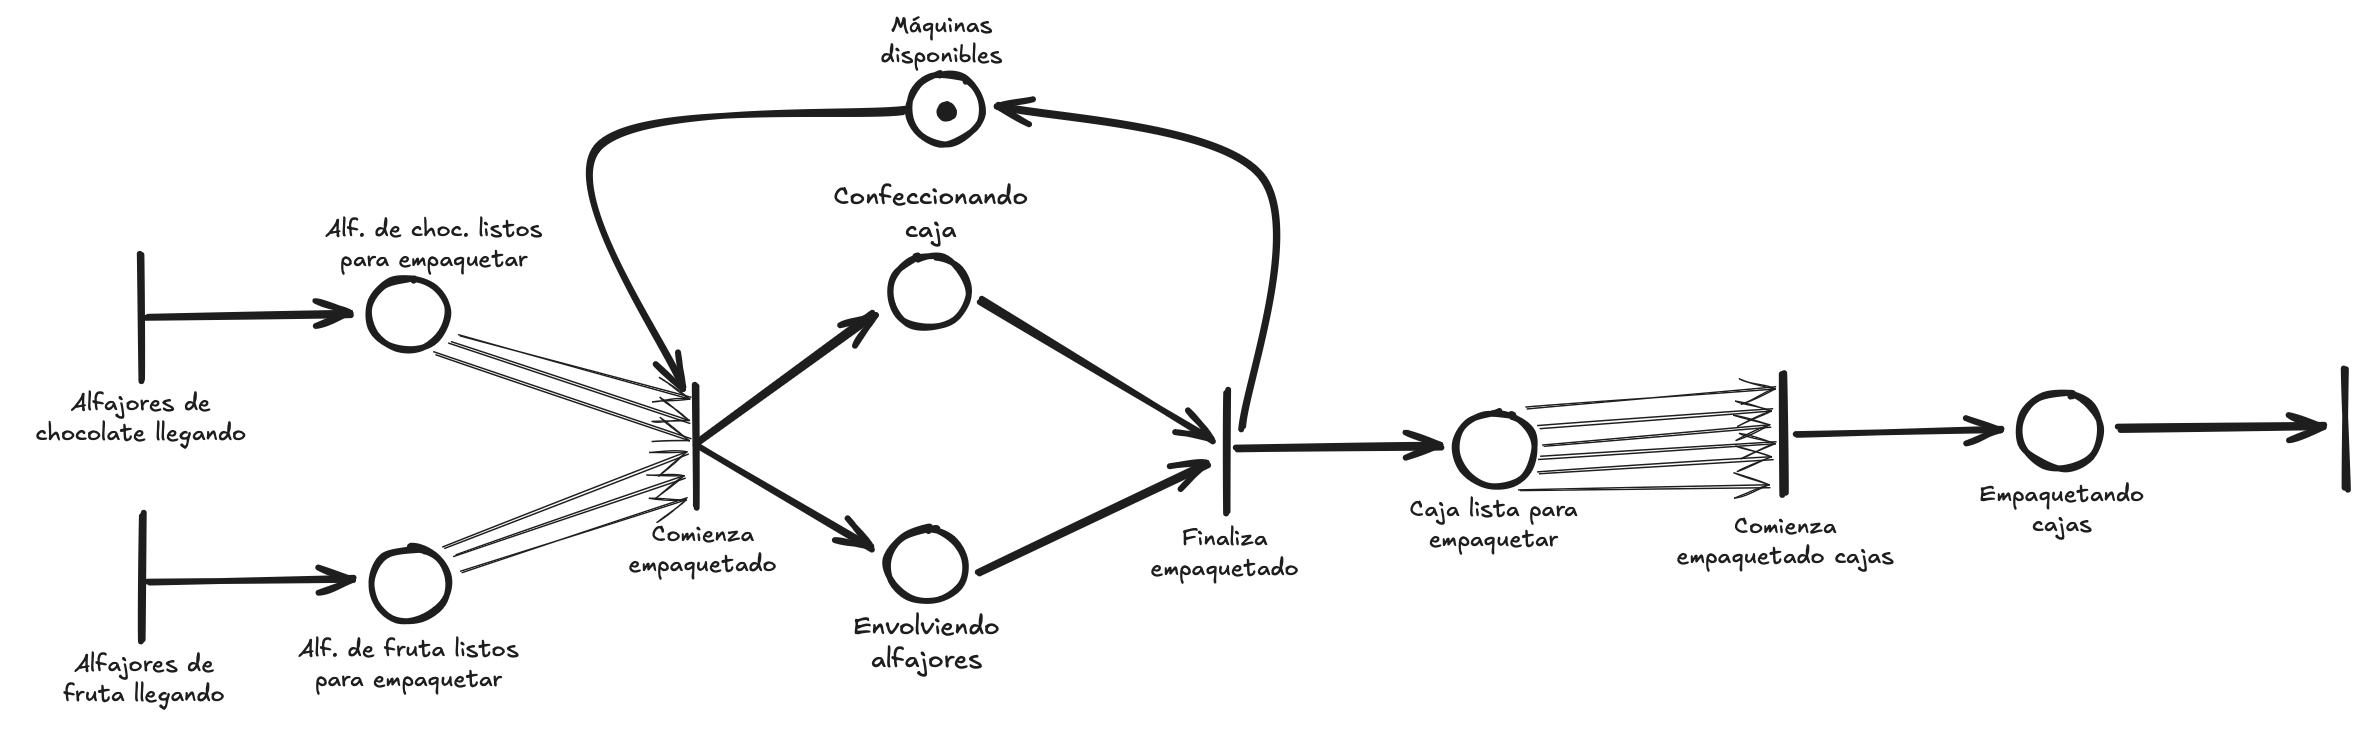 Máquinas
disponibles
Confeccionando
caja
Alf. de choc. listos
para empaquetar
Alfajores de
chocolate llegando
Comienza
empaquetado
Finaliza
empaquetado
Caja lista para
empaquetar
Comienza
empaquetado cajas
Empaquetando
cajas
Envolviendo
alfajores
Alf. de fruta listos
para empaquetar
Alfajores de
fruta llegando